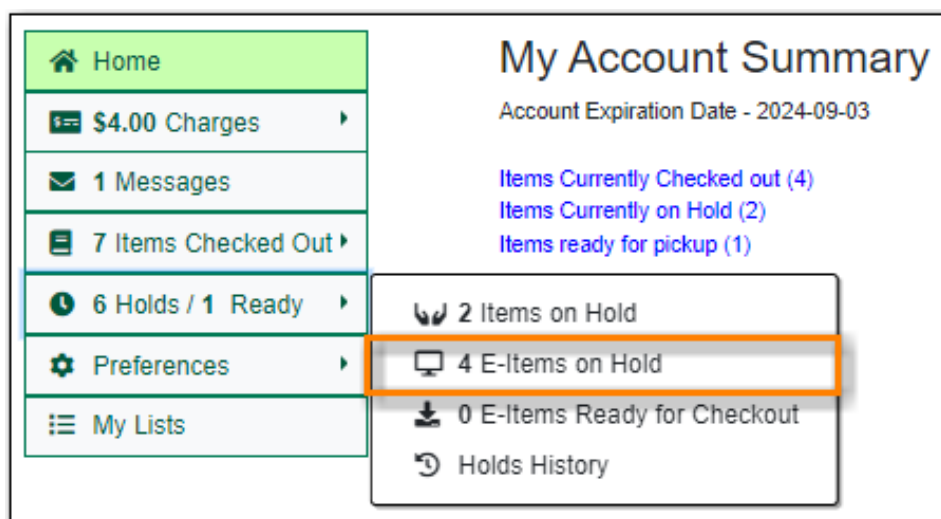 Home
$4.00 Charges
1 Messages
7 Items Checked Out
6 Holds / 1 Ready
Preferences
My Lists
My Account Summary
Account Expiration Date - 2024-09-03
Items Currently Checked out (4)
Items Currently on Hold (2)
Items ready for pickup (1)
2 Items on Hold
4 E-Items on Hold
0 E-Items Ready for Checkout
Holds History